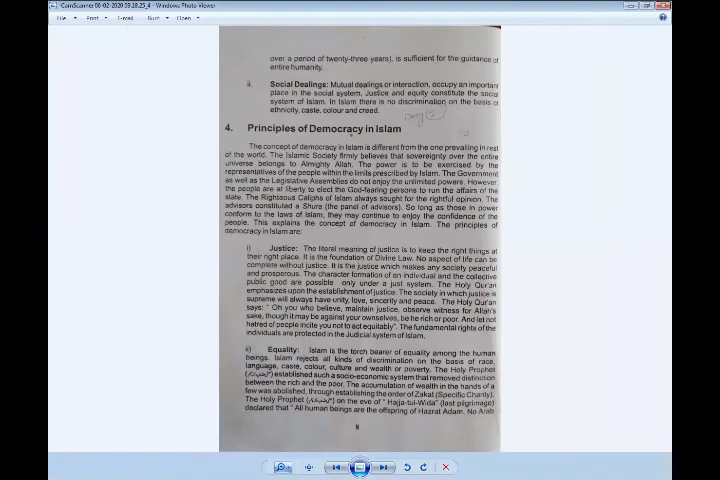 CamScanner 06-02-2020 09.18.25_4 - Windows Photo Viewer
File Print E-mail Burn Open
over a period of twenty-three years), is sufficient for the guidance of
entire humanity.
ii. Social Dealings: Mutual dealings or interaction, occupy an important
place in the social system. Justice and equity constitute the social
system of Islam. In Islam there is no discrimination on the basis of
ethnicity, caste, colour and creed.
4. Principles of Democracy in Islam
The concept of democracy in Islam is different from the one prevailing in rest
of the world. The Islamic Society firmly believes that sovereignty over the entire
universe belongs to Almighty Allah. The power is to be exercised by the
representatives of the people within the limits prescribed by Islam. The Government
as well as the Legislative Assemblies do not enjoy the unlimited powers. However,
the people are at liberty to elect the God-fearing persons to run the affairs of the
state. The Righteous Caliphs of Islam always sought for the rightful opinion. The
advisors constituted a Shura (the panel of advisors). So long as those in power
conform to the laws of Islam, they may continue to enjoy the confidence of the
people. This explains the concept of democracy in Islam. The principles of
democracy in Islam are:
i) Justice: The literal meaning of justice is to keep the right things at
their right place. It is the foundation of Divine Law. No aspect of life can be
complete without justice. It is the justice which makes any society peaceful
and prosperous. The character formation of an individual and the collective
public good are possible only under a just system. The Holy Qur'an
emphasizes upon the establishment of justice. The society in which justice is
supreme will always have unity, love, sincerity and peace. The Holy Qur'an
says: " Oh you who believe, maintain justice, observe witness for Allah's
sake, though it may be against your ownselves, be he rich or poor. And let not
hatred of people incite you not to act equitably". The fundamental rights of the
individuals are protected in the Judicial system of Islam.
ii) Equality: Islam is the torch bearer of equality among the human
beings. Islam rejects all kinds of discrimination on the basis of race,
language, caste, colour, culture and wealth or poverty. The Holy Prophet
established such a socio-economic system that removed distinction
between the rich and the poor. The accumulation of wealth in the hands of a
few was abolished, through establishing the order of Zakat (Specific Charity).
The Holy Prophet on the eve of "Hajja-tul-Wida" (last pilgrimage)
declared that "All human beings are the offspring of Hazrat Adam. No Arab
8